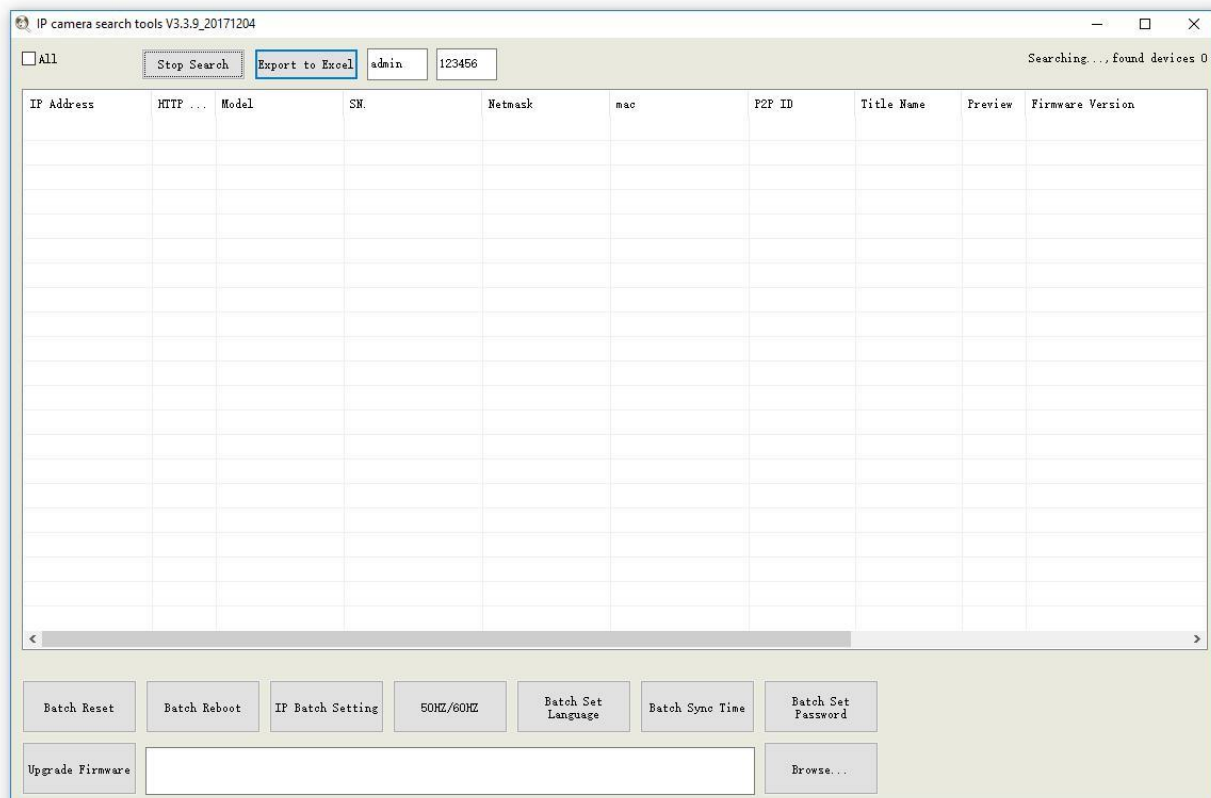 IP camera search tools V3.3.9_20171204
All
Stop Search
Export to Excel
admin
123456
Searching..., found devices 0
IP Address HTTP ... Model SN. Netmask mac P2P ID Title Name Preview Firmware Version
Batch Reset
Batch Reboot
IP Batch Setting
50HZ/60HZ
Batch Set
Language
Batch Sync Time
Batch Set
Password
Upgrade Firmware
Browse...